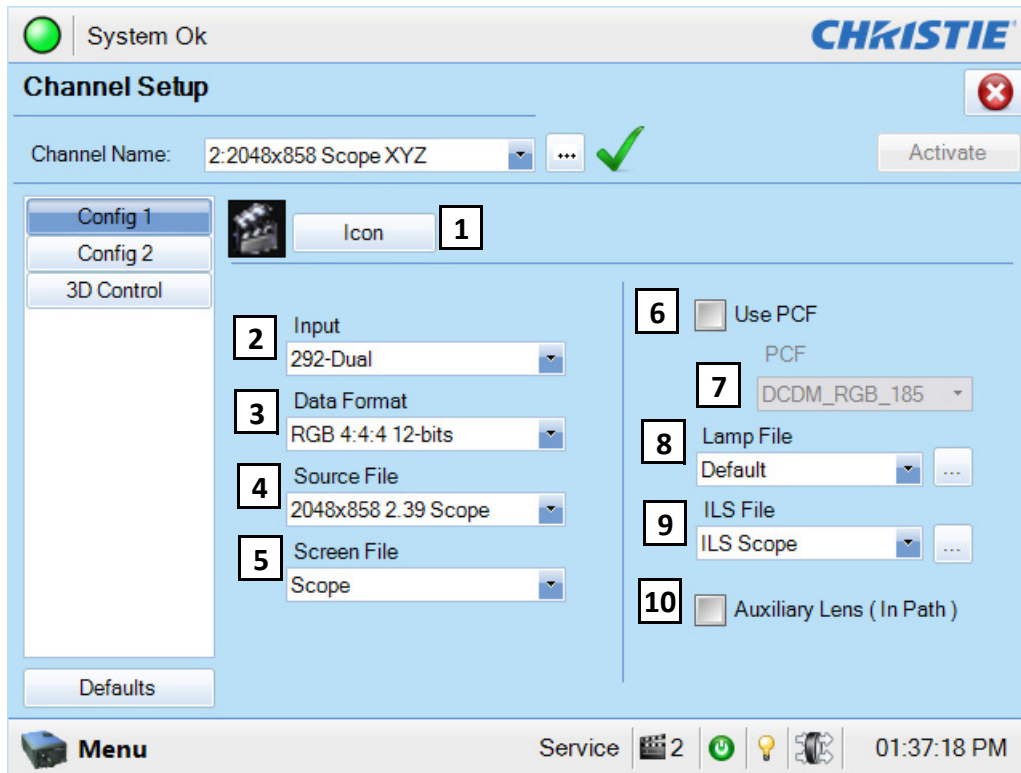 System Ok
CHRISTIE
Channel Setup
Channel Name: 2:2048x858 Scope XYZ ... Activate
Config 1
Config 2
3D Control
Icon 1
2 Input
292-Dual
3 Data Format
RGB 4:4:4 12-bits
4 Source File
2048x858 2.39 Scope
5 Screen File
Scope
6 Use PCF
PCF
7 DCDM_RGB_185
8 Lamp File
Default ...
9 ILS File
ILS Scope ...
10 Auxiliary Lens ( In Path )
Defaults
Menu Service 2 01:37:18 PM